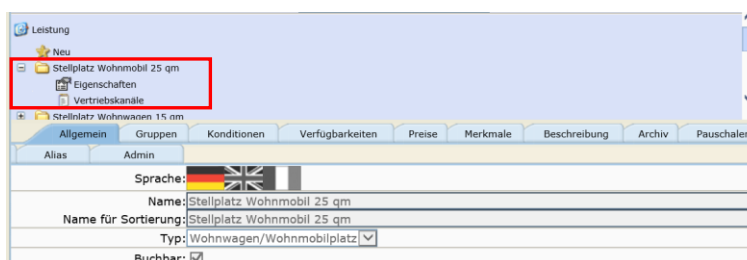 Leistung
Neu
Stellplatz Wohnmobil 25 qm
Eigenschaften
Vertriebskanäle
Stellplatz Wohnwagen 15 qm
Allgemein Gruppen Konditionen Verfügbarkeiten Preise Merkmale Beschreibung Archiv Pauschalen
Alias Admin
Sprache:
Name: Stellplatz Wohnmobil 25 qm
Name für Sortierung: Stellplatz Wohnmobil 25 qm
Typ: Wohnwagen/Wohnmobilplatz
Buchbar: